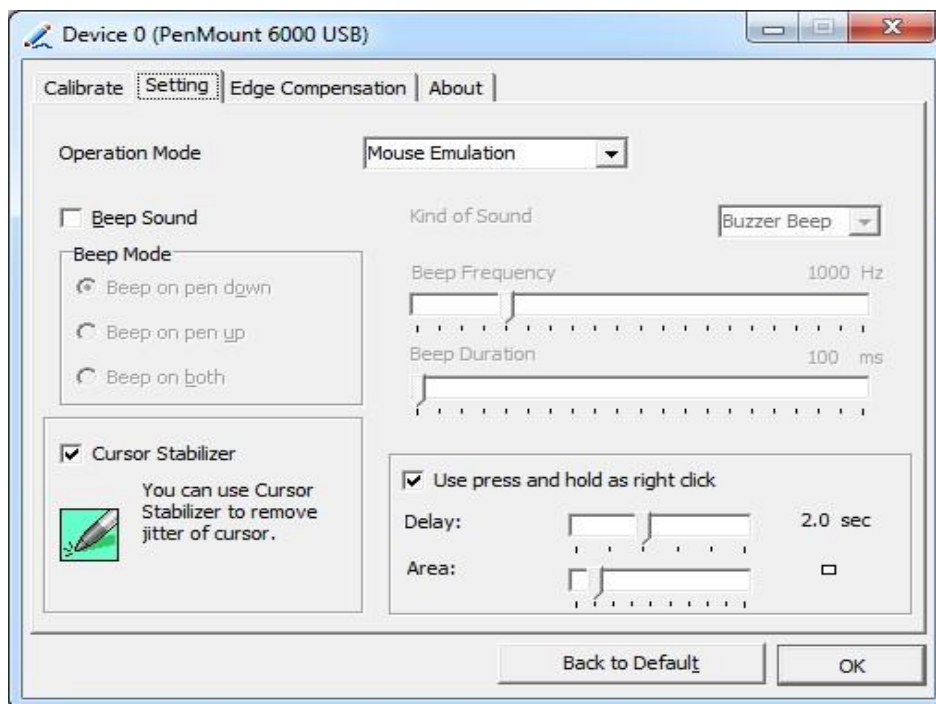 Device 0 (PenMount 6000 USB)
Calibrate Setting Edge Compensation About
Operation Mode Mouse Emulation
Beep Sound
Kind of Sound Buzzer Beep
Beep Mode
Beep on pen down
Beep on pen up
Beep on both
Beep Frequency 1000 Hz
Beep Duration 100 ms
Cursor Stabilizer
You can use Cursor
Stabilizer to remove
jitter of cursor.
Use press and hold as right click
Delay: 2.0 sec
Area:
Back to Default OK